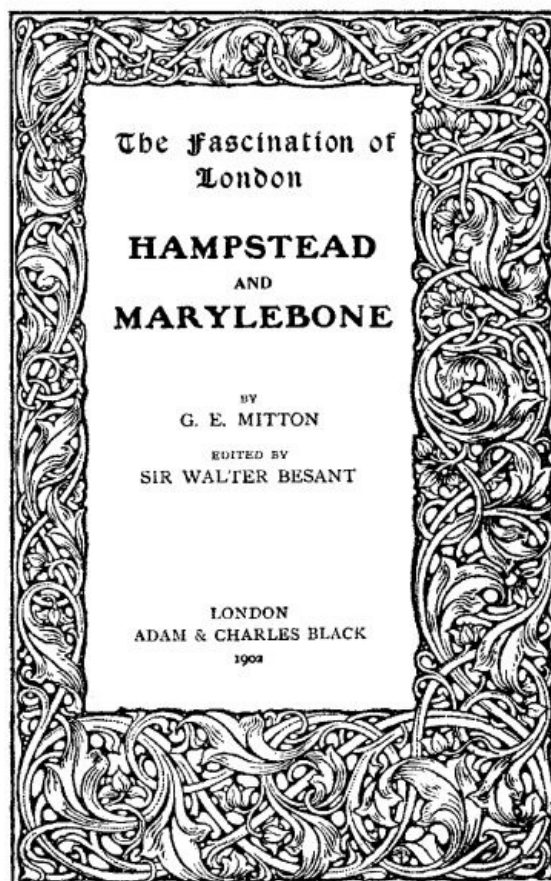 The Fascination of
London
HAMPSTEAD
AND
MARYLEBONE
BY
G. E. MITTON
EDITED BY
SIR WALTER BESANT
LONDON
ADAM & CHARLES BLACK
1902